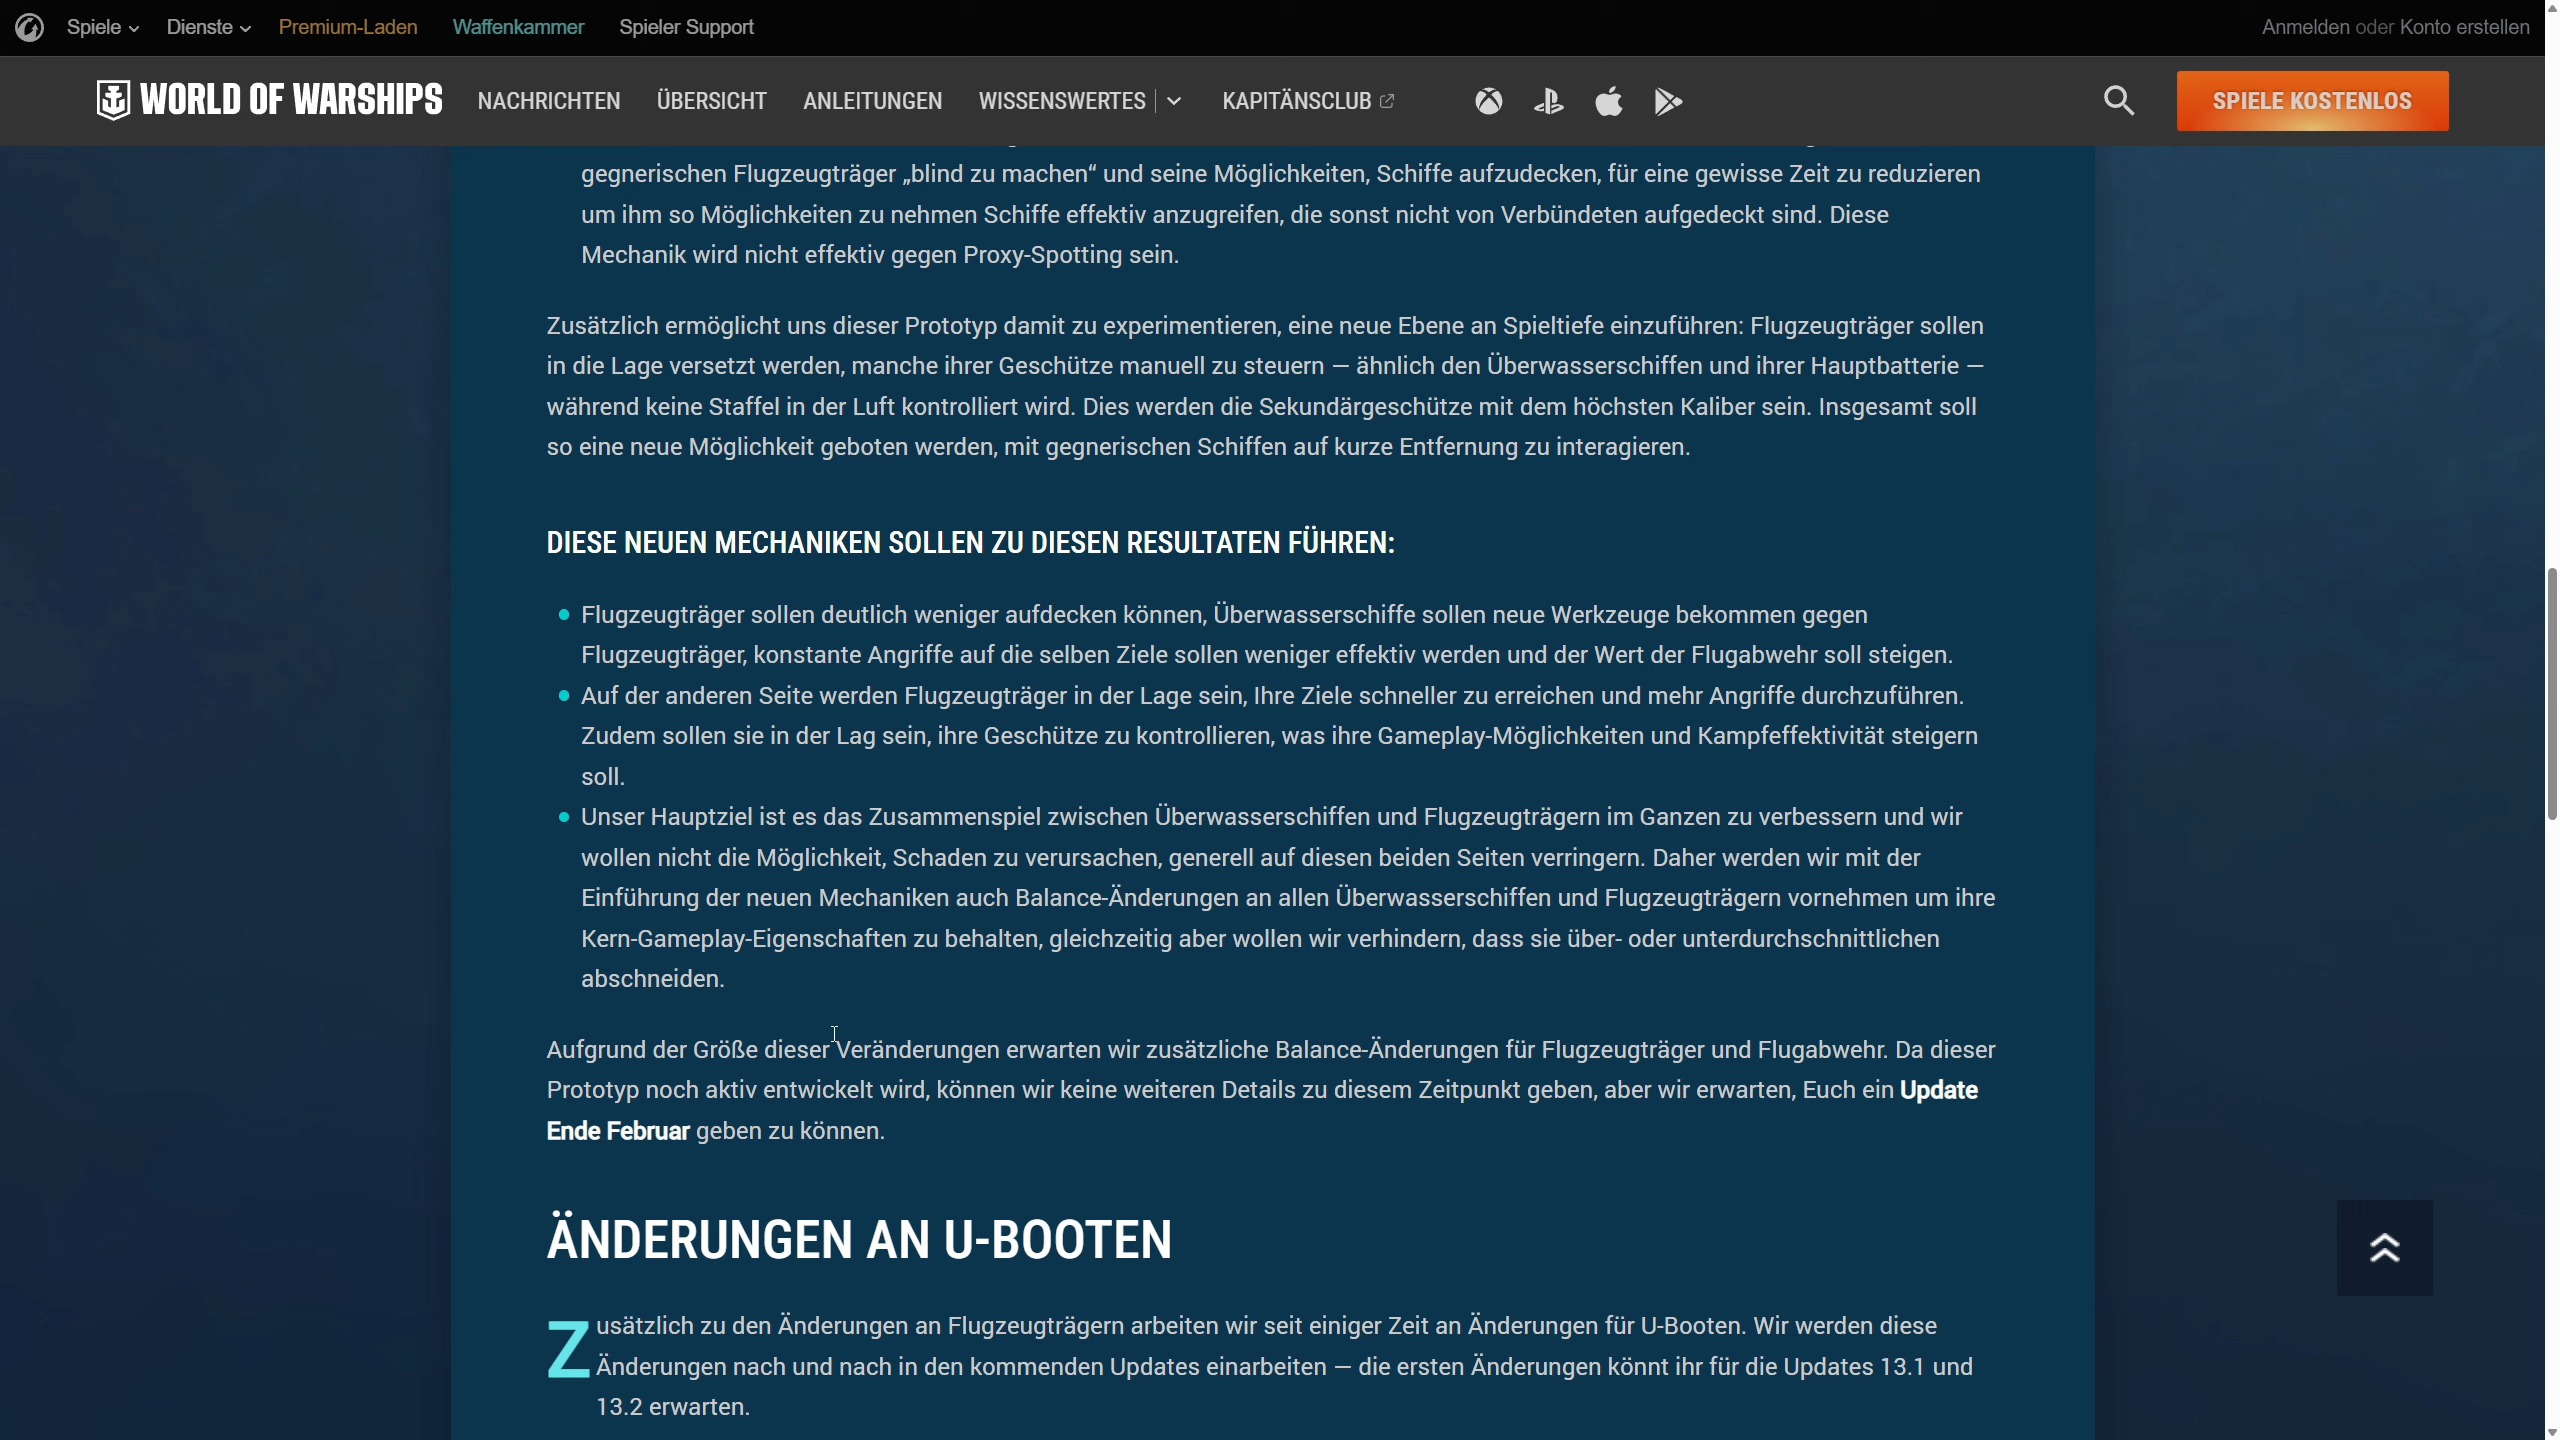 Spiele Dienste Premium-Laden Waffenkammer Spieler Support Anmelden oder Konto erstellen
WORLD OF WARSHIPS NACHRICHTEN ÜBERSICHT ANLEITUNGEN WISSENSWERTES KAPITÄNSCLUB SPIELE KOSTENLOS
gegnerischen Flugzeugträger „blind zu machen“ und seine Möglichkeiten, Schiffe aufzudecken, für eine gewisse Zeit zu reduzieren
um ihm so Möglichkeiten zu nehmen Schiffe effektiv anzugreifen, die sonst nicht von Verbündeten aufgedeckt sind. Diese
Mechanik wird nicht effektiv gegen Proxy-Spotting sein.
Zusätzlich ermöglicht uns dieser Prototyp damit zu experimentieren, eine neue Ebene an Spieltiefe einzuführen: Flugzeugträger sollen
in die Lage versetzt werden, manche ihrer Geschütze manuell zu steuern — ähnlich den Überwasserschiffen und ihrer Hauptbatterie —
während keine Staffel in der Luft kontrolliert wird. Dies werden die Sekundärgeschütze mit dem höchsten Kaliber sein. Insgesamt soll
so eine neue Möglichkeit geboten werden, mit gegnerischen Schiffen auf kurze Entfernung zu interagieren.
DIESE NEUEN MECHANIKEN SOLLEN ZU DIESEN RESULTATEN FÜHREN:
Flugzeugträger sollen deutlich weniger aufdecken können, Überwasserschiffe sollen neue Werkzeuge bekommen gegen
Flugzeugträger, konstante Angriffe auf die selben Ziele sollen weniger effektiv werden und der Wert der Flugabwehr soll steigen.
Auf der anderen Seite werden Flugzeugträger in der Lage sein, Ihre Ziele schneller zu erreichen und mehr Angriffe durchzuführen.
Zudem sollen sie in der Lag sein, ihre Geschütze zu kontrollieren, was ihre Gameplay-Möglichkeiten und Kampfeffektivität steigern
soll.
Unser Hauptziel ist es das Zusammenspiel zwischen Überwasserschiffen und Flugzeugträgern im Ganzen zu verbessern und wir
wollen nicht die Möglichkeit, Schaden zu verursachen, generell auf diesen beiden Seiten verringern. Daher werden wir mit der
Einführung der neuen Mechaniken auch Balance-Änderungen an allen Überwasserschiffen und Flugzeugträgern vornehmen um ihre
Kern-Gameplay-Eigenschaften zu behalten, gleichzeitig aber wollen wir verhindern, dass sie über- oder unterdurchschnittlichen
abschneiden.
Aufgrund der Größe dieser Veränderungen erwarten wir zusätzliche Balance-Änderungen für Flugzeugträger und Flugabwehr. Da dieser
Prototyp noch aktiv entwickelt wird, können wir keine weiteren Details zu diesem Zeitpunkt geben, aber wir erwarten, Euch ein Update
Ende Februar geben zu können.
ÄNDERUNGEN AN U-BOOTEN
Zusätzlich zu den Änderungen an Flugzeugträgern arbeiten wir seit einiger Zeit an Änderungen für U-Booten. Wir werden diese
Änderungen nach und nach in den kommenden Updates einarbeiten — die ersten Änderungen könnt ihr für die Updates 13.1 und
13.2 erwarten.